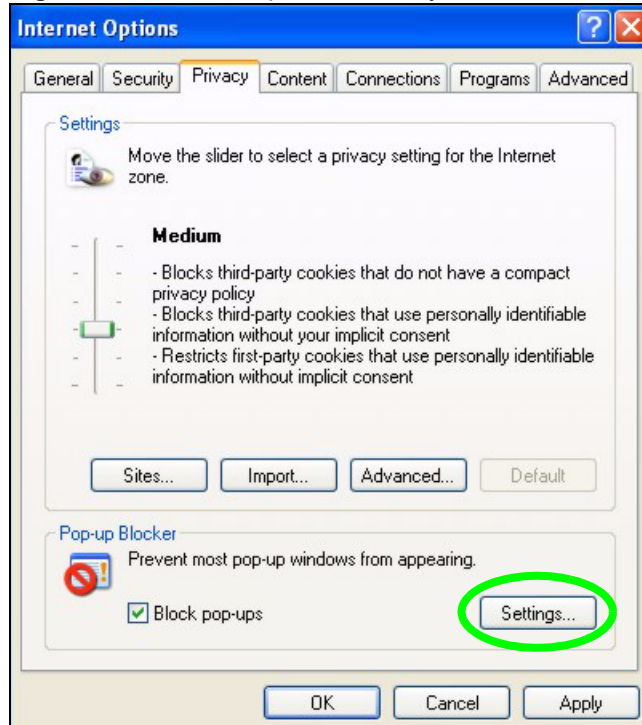 Internet Options
General Security Privacy Content Connections Programs Advanced
Settings
Move the slider to select a privacy setting for the Internet
zone.
Medium
- Blocks third-party cookies that do not have a compact
privacy policy
- Blocks third-party cookies that use personally identifiable
information without your implicit consent
- Restricts first-party cookies that use personally identifiable
information without implicit consent
Sites... Import... Advanced... Default
Pop-up Blocker
Prevent most pop-up windows from appearing.
Block pop-ups Settings...
OK Cancel Apply